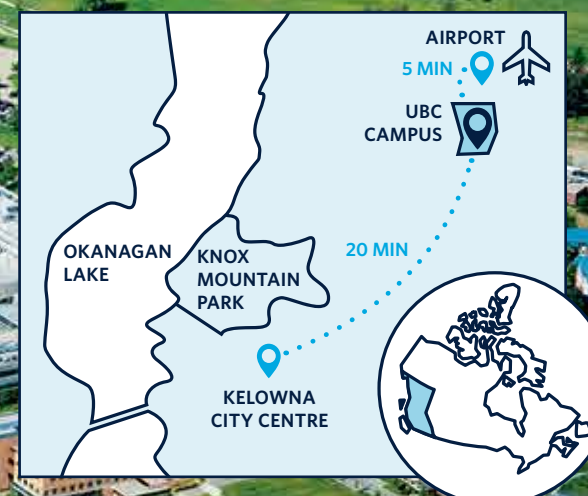 AIRPORT
5 MIN
UBC
CAMPUS
OKANAGAN
LAKE
KNOX
MOUNTAIN
PARK
20 MIN
KELOWNA
CITY CENTRE